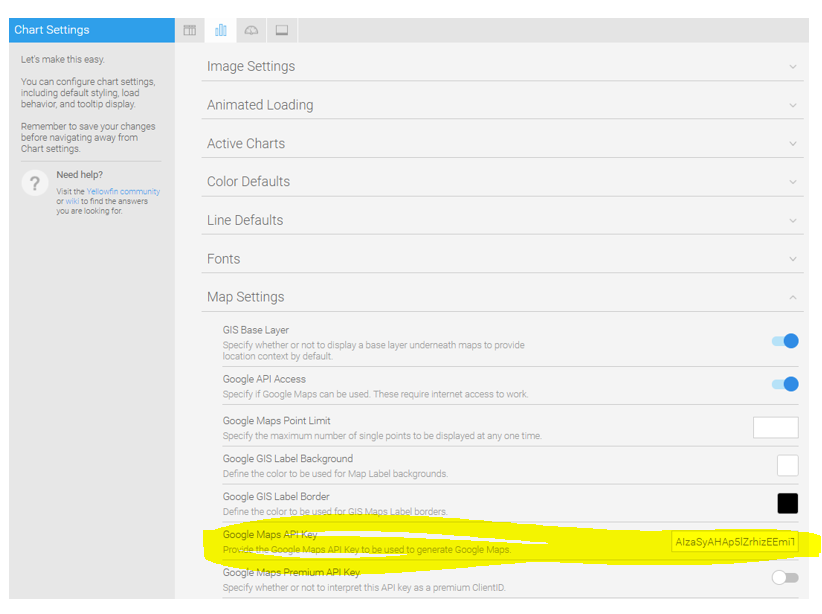 Chart Settings
Let's make this easy.
You can configure chart settings,
including default styling, load
behavior, and tooltip display.
Remember to save your changes
before navigating away from
Chart settings.
?
Need help?
Visit the Yellowfin community
or wiki to find the answers
you are looking for.
Image Settings
Animated Loading
Active Charts
Color Defaults
Line Defaults
Fonts
Map Settings
GIS Base Layer
Specify whether or not to display a base layer underneath maps to provide
location context by default.
Google API Access
Specify if Google Maps can be used. These require internet access to work.
Google Maps Point Limit
Specify the maximum number of single points to be displayed at any one time.
Google GIS Label Background
Define the color to be used for Map Label backgrounds.
Google GIS Label Border
Define the color to be used for GIS Maps Label borders.
Google Maps API Key
AIzaSyAHAp5lZrhizEEmiT
Provide the Google Maps API Key to be used to generate Google Maps.
Google Maps Premium API Key
Specify whether or not to interpret this API key as a premium ClientID.